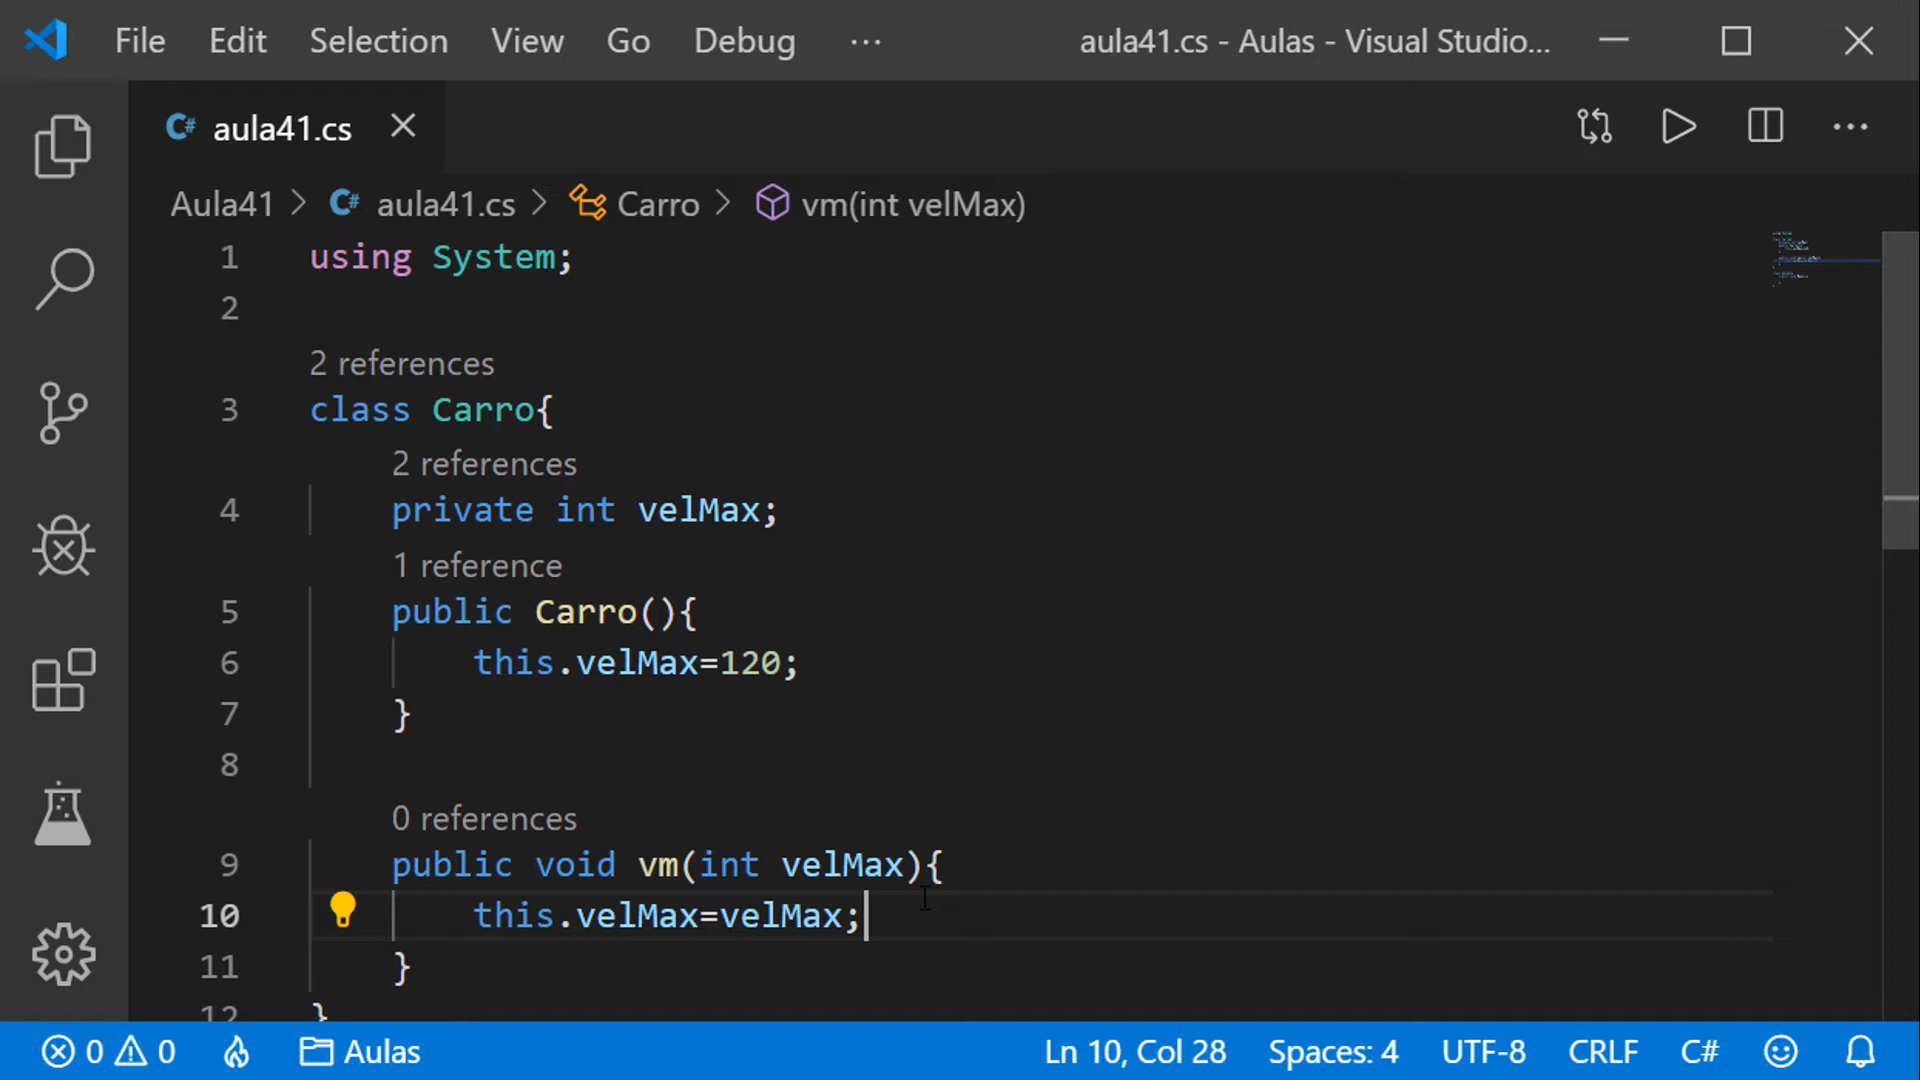 File Edit Selection View Go Debug ... aula41.cs - Aulas - Visual Studio...
C# aula41.cs
Aula41 > C# aula41.cs > Carro > vm(int velMax)
1 using System;
2
2 references
3 class Carro{
2 references
4 private int velMax;
1 reference
5 public Carro(){
6 this.velMax=120;
7 }
8
0 references
9 public void vm(int velMax){
10 this.velMax=velMax;
11 }
12 }
0 0 Aulas Ln 10, Col 28 Spaces: 4 UTF-8 CRLF C#